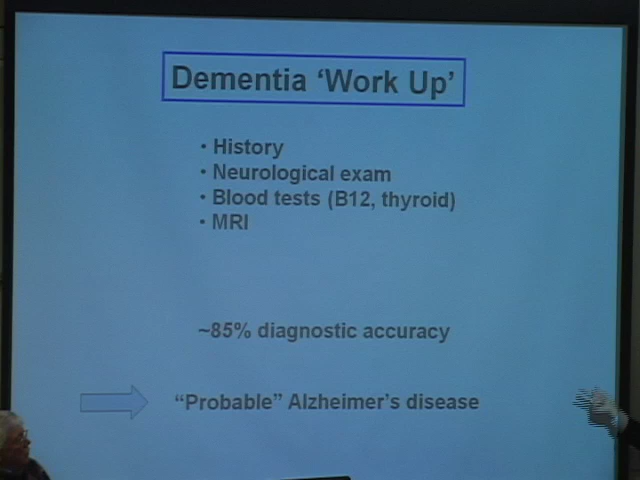 Dementia ‘Work Up’
• History
• Neurological exam
• Blood tests (B12, thyroid)
• MRI
~85% diagnostic accuracy
“Probable” Alzheimer’s disease